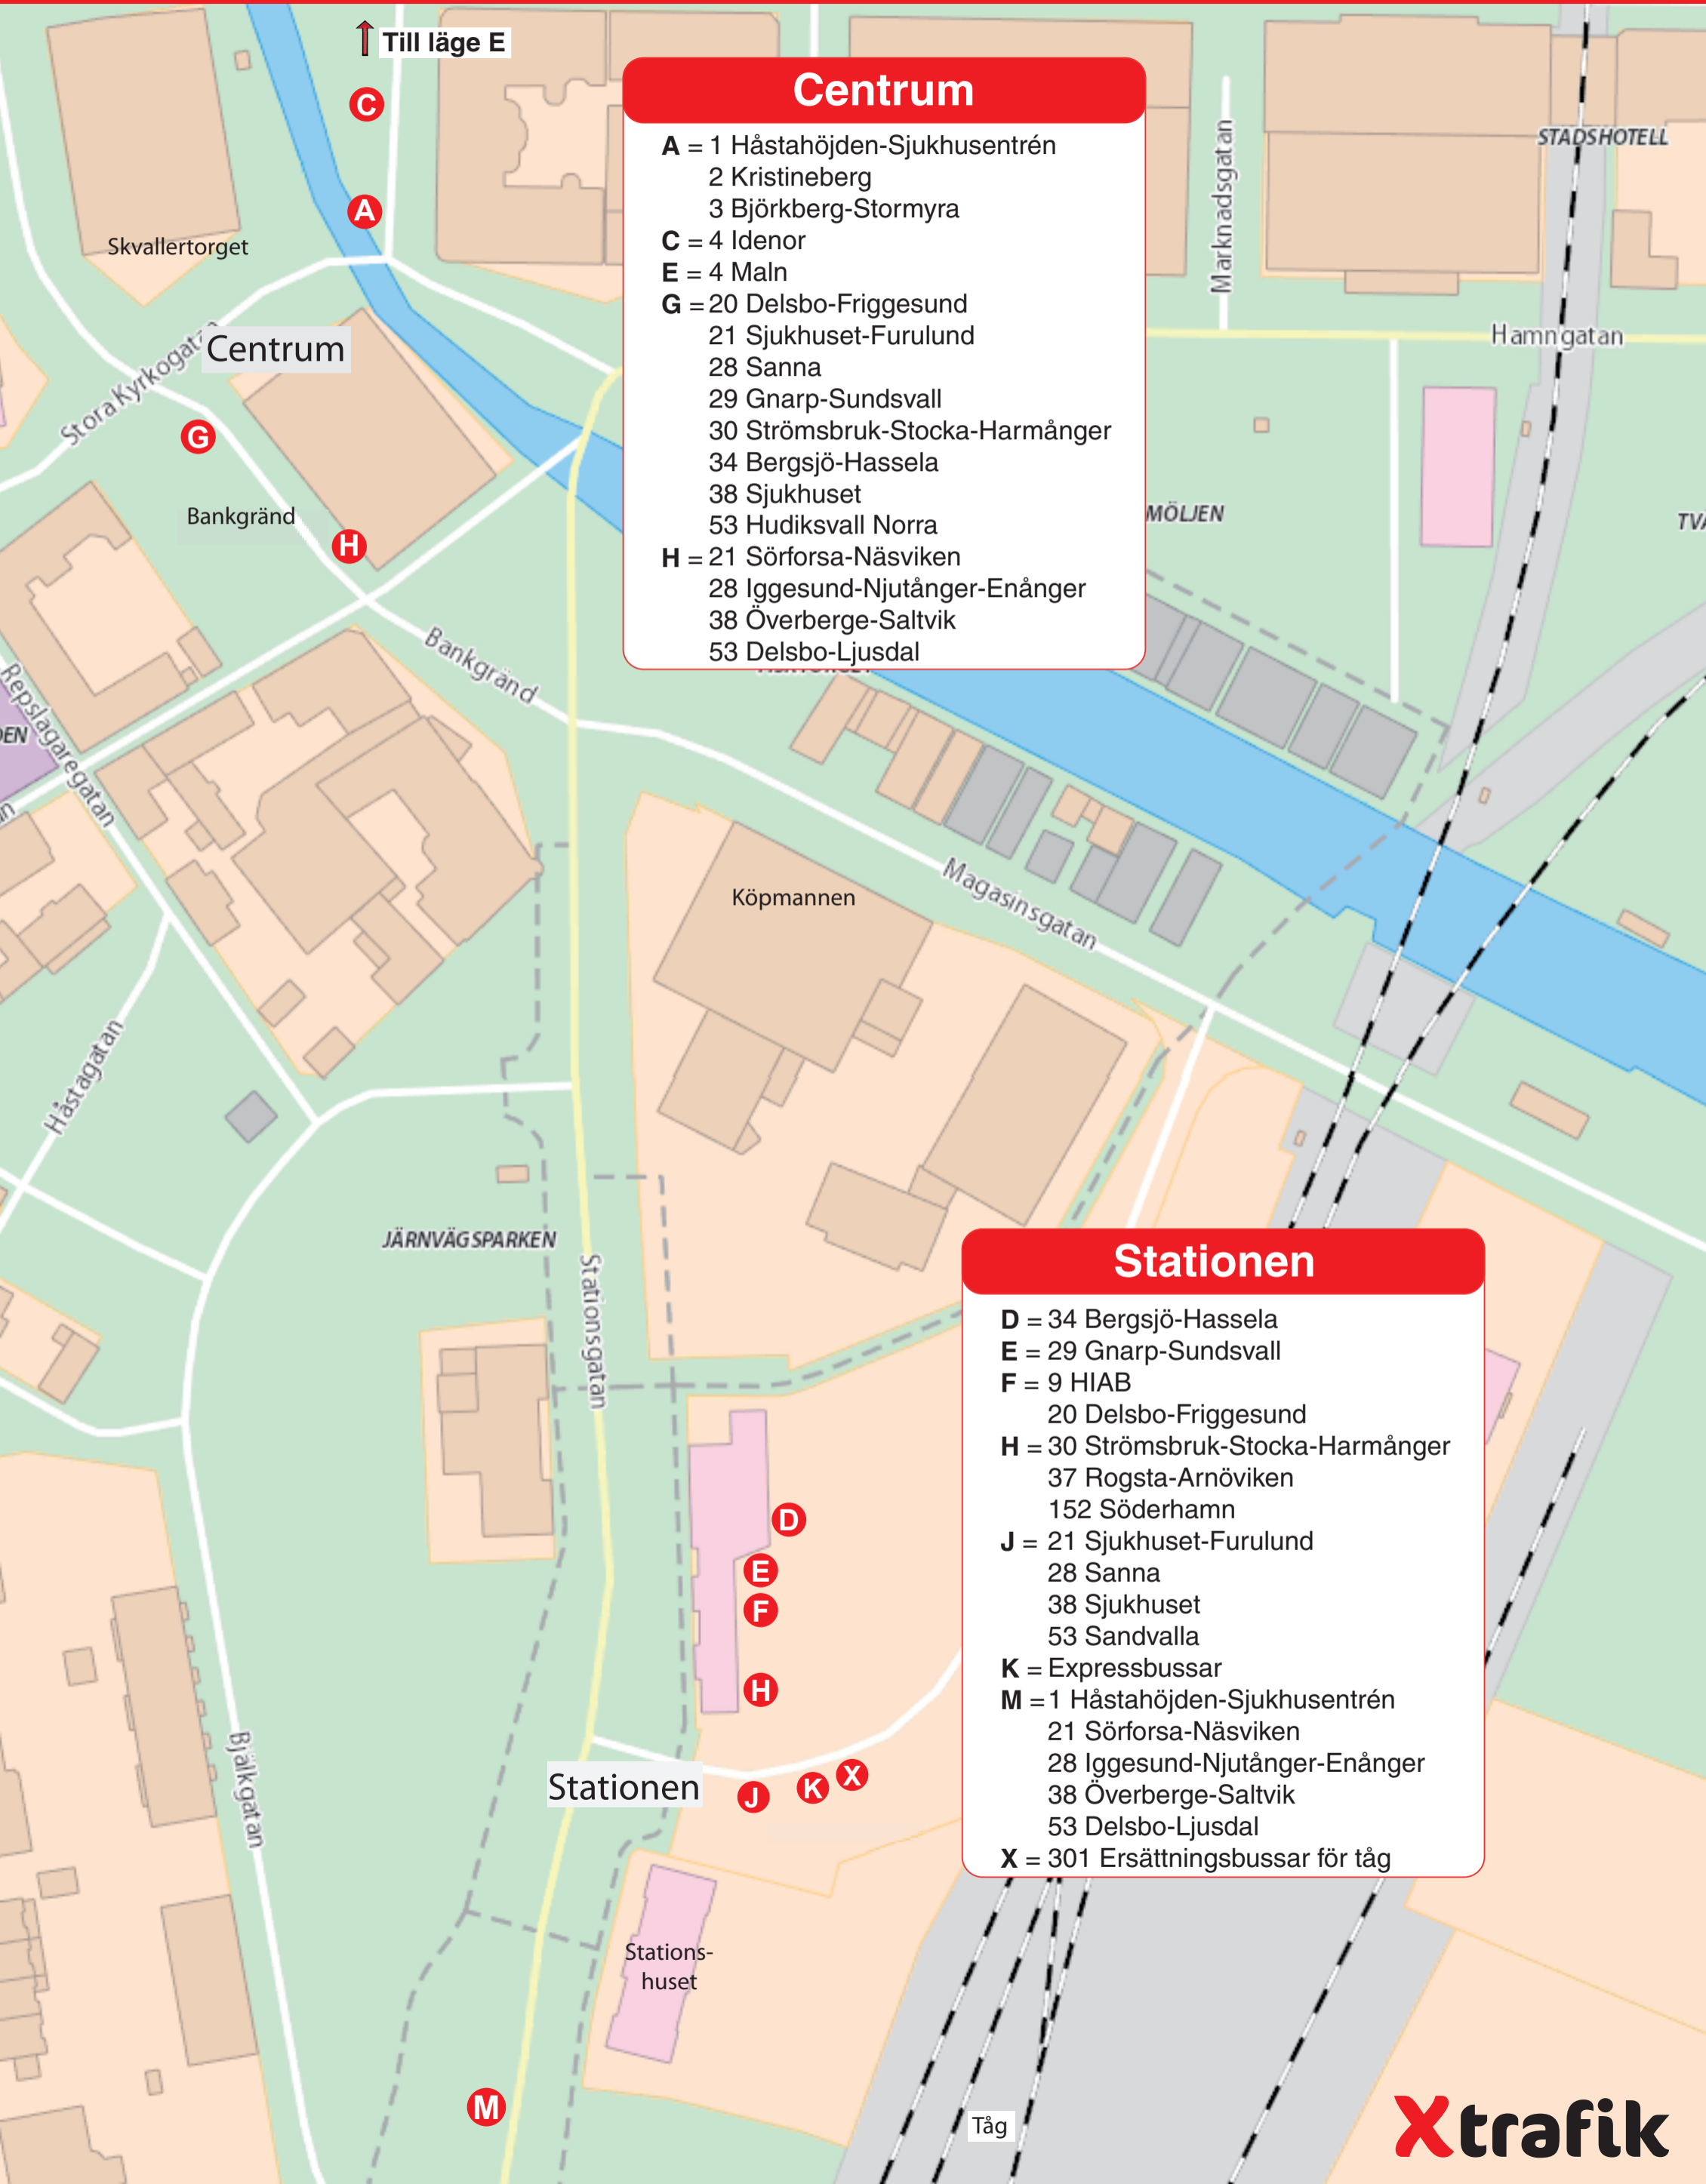 Till läge E
C
A
Skvallertorget
Centrum
Stora Kyrkogatan
G
Bankgränd
H
Centrum
A = 1 Håstahöjden-Sjukhusentrén
2 Kristineberg
3 Björkberg-Stormyra
C = 4 Idenor
E = 4 Maln
G = 20 Delsbo-Friggesund
21 Sjukhuset-Furulund
28 Sanna
29 Gnarp-Sundsvall
30 Strömsbruk-Stocka-Harmånger
34 Bergsjö-Hassela
38 Sjukhuset
53 Hudiksvall Norra
H = 21 Sörforsa-Näsviken
28 Iggesund-Njutånger-Enånger
38 Överberge-Saltvik
53 Delsbo-Ljusdal
Marknadsgatan
STADSHOTELL
Hamngatan
MÖLJEN
Bankgränd
Repslagaregatan
Köpmannen
Magasinsgatan
Håstagatan
JÄRNVÄGSPARKEN
Stationsgatan
Stationen
D = 34 Bergsjö-Hassela
E = 29 Gnarp-Sundsvall
F = 9 HIAB
20 Delsbo-Friggesund
H = 30 Strömsbruk-Stocka-Harmånger
37 Rogsta-Arnöviken
152 Söderhamn
J = 21 Sjukhuset-Furulund
28 Sanna
38 Sjukhuset
53 Sandvalla
K = Expressbussar
M = 1 Håstahöjden-Sjukhusentrén
21 Sörforsa-Näsviken
28 Iggesund-Njutånger-Enånger
38 Överberge-Saltvik
53 Delsbo-Ljusdal
X = 301 Ersättningsbussar för tåg
D
E
F
H
Stationen
J
K
X
Bjälkgatan
Stations-
huset
M
Tåg
Xtrafik